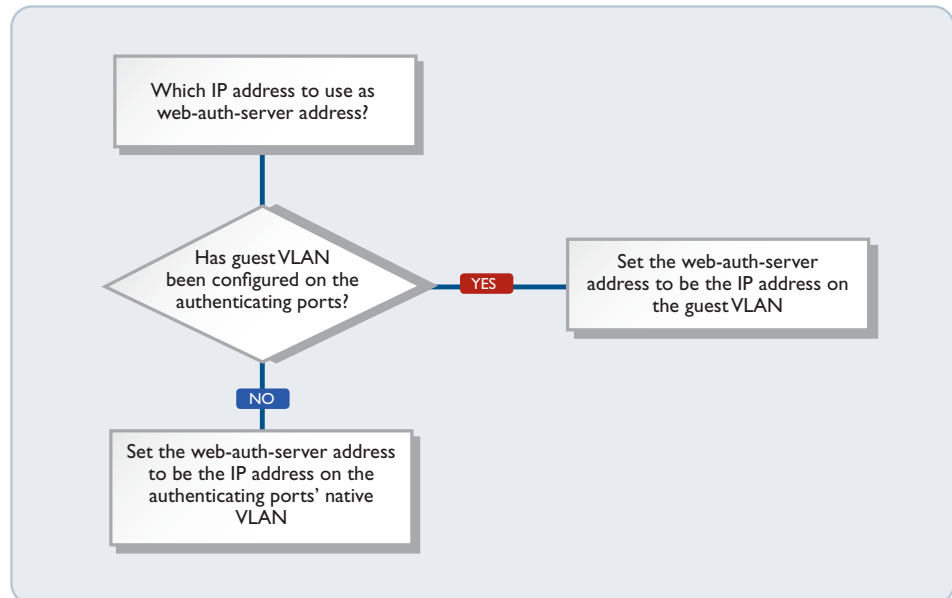 Which IP address to use as
web-auth-server address?
Has guest VLAN
been configured on the
authenticating ports?
YES
Set the web-auth-server
address to be the IP address on
the guest VLAN
NO
Set the web-auth-server address
to be the IP address on the
authenticating ports’ native
VLAN